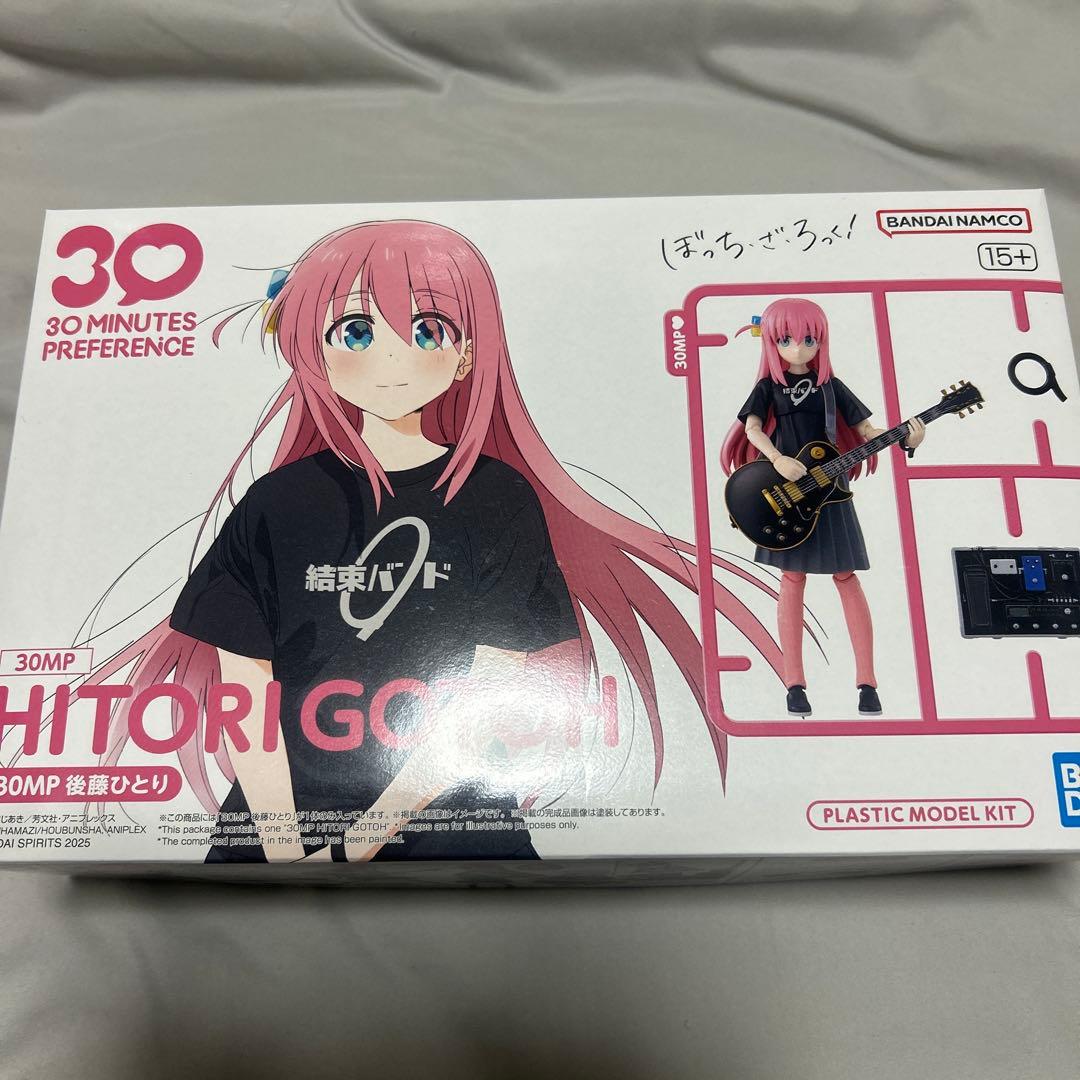 30
30 MINUTES
PREFERENCE
ぼっち・ざ・ろっく！
BANDAI NAMCO
15+
30MP
結束バンド
結束バンド
30MP
HITORI GOTOH
30MP 後藤ひとり
PLASTIC MODEL KIT
じあき/芳文社・アニプレックス
HAMAZI/HOUBUNSHA, ANIPLEX
DAI SPIRITS 2025
※この商品には「30MP 後藤ひとり」が1体のみ入っています。※掲載の画像はイメージです。※掲載の完成品画像は塗装してあります。
*This package contains one "30MP HITORI GOTOH". *Images are for illustrative purposes only.
*The completed product in the image has been painted.